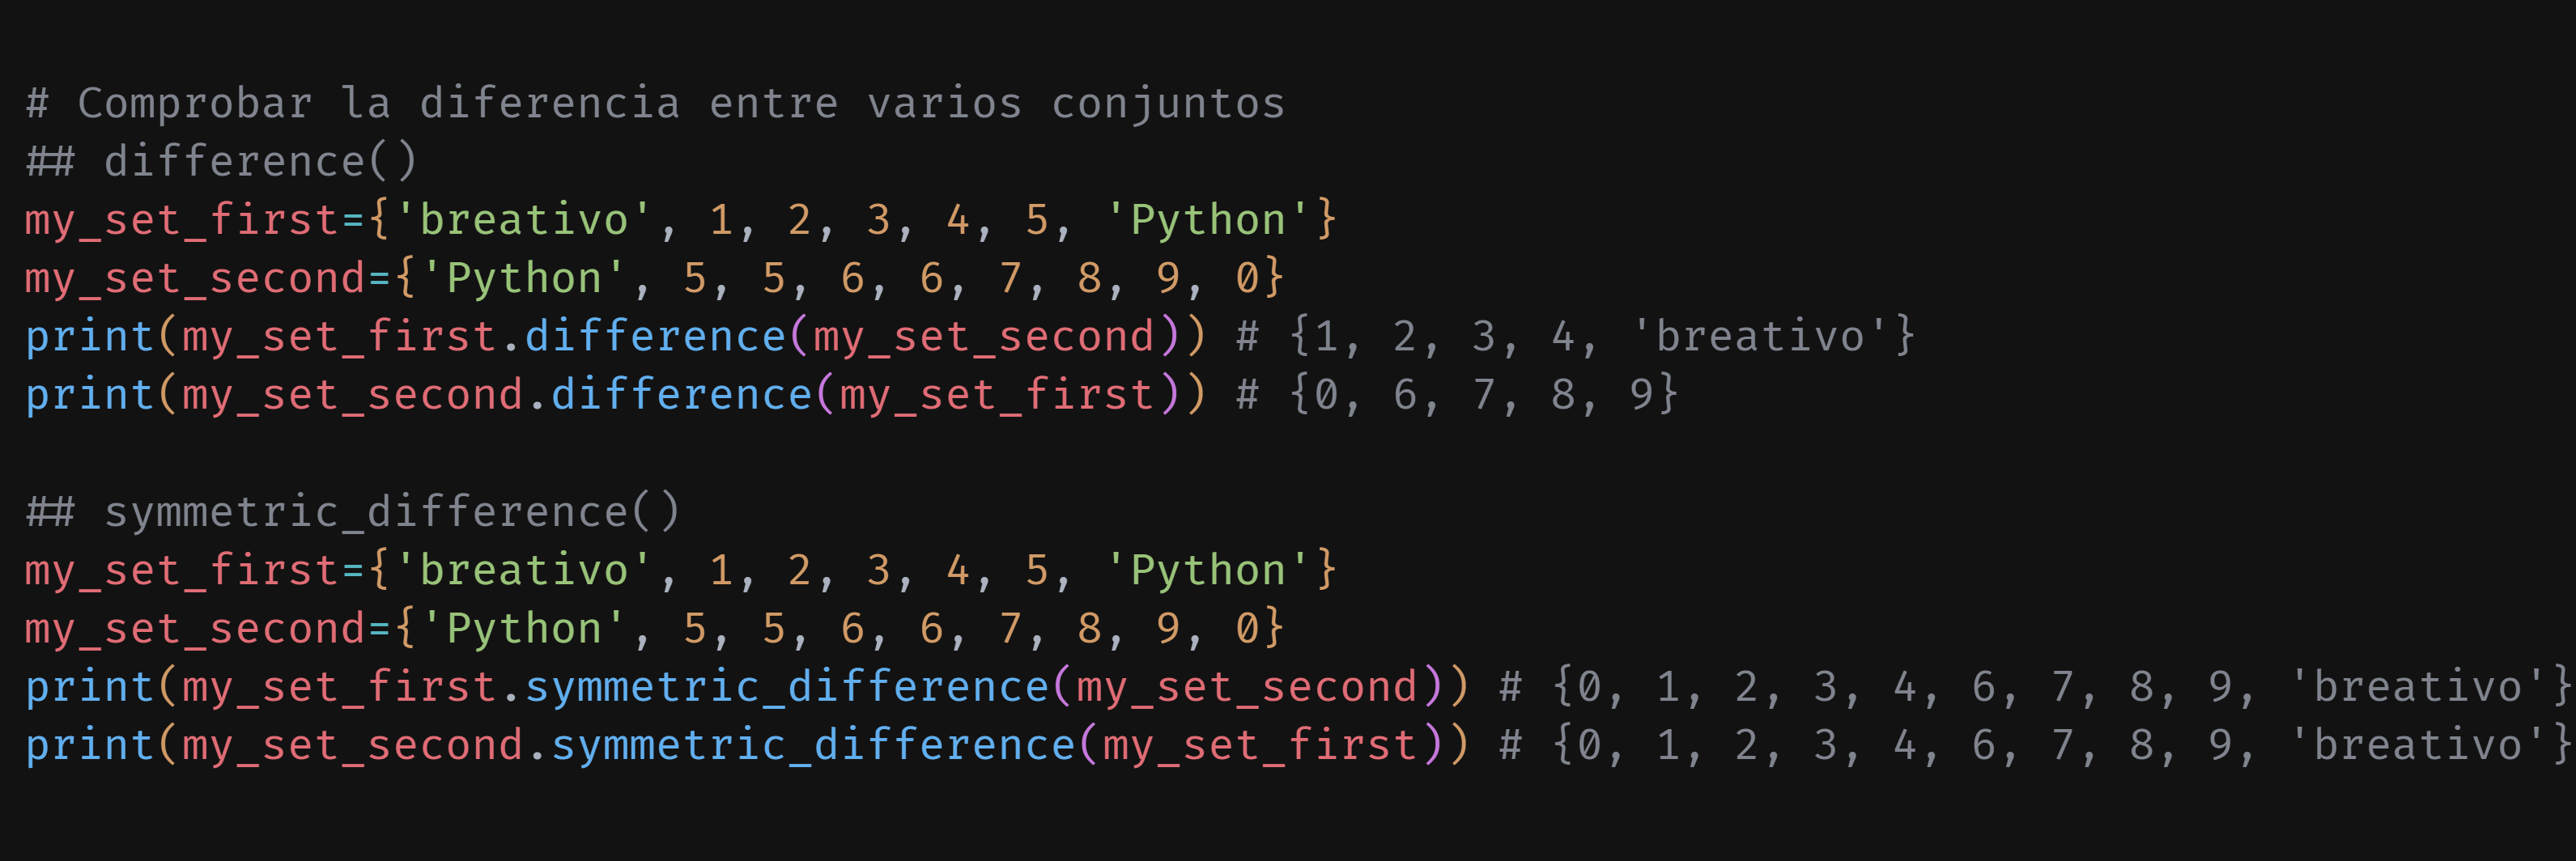 # Comprobar la diferencia entre varios conjuntos
## difference()
my_set_first={'breativo', 1, 2, 3, 4, 5, 'Python'}
my_set_second={'Python', 5, 5, 6, 6, 7, 8, 9, 0}
print(my_set_first.difference(my_set_second)) # {1, 2, 3, 4, 'breativo'}
print(my_set_second.difference(my_set_first)) # {0, 6, 7, 8, 9}
## symmetric_difference()
my_set_first={'breativo', 1, 2, 3, 4, 5, 'Python'}
my_set_second={'Python', 5, 5, 6, 6, 7, 8, 9, 0}
print(my_set_first.symmetric_difference(my_set_second)) # {0, 1, 2, 3, 4, 6, 7, 8, 9, 'breativo'}
print(my_set_second.symmetric_difference(my_set_first)) # {0, 1, 2, 3, 4, 6, 7, 8, 9, 'breativo'}